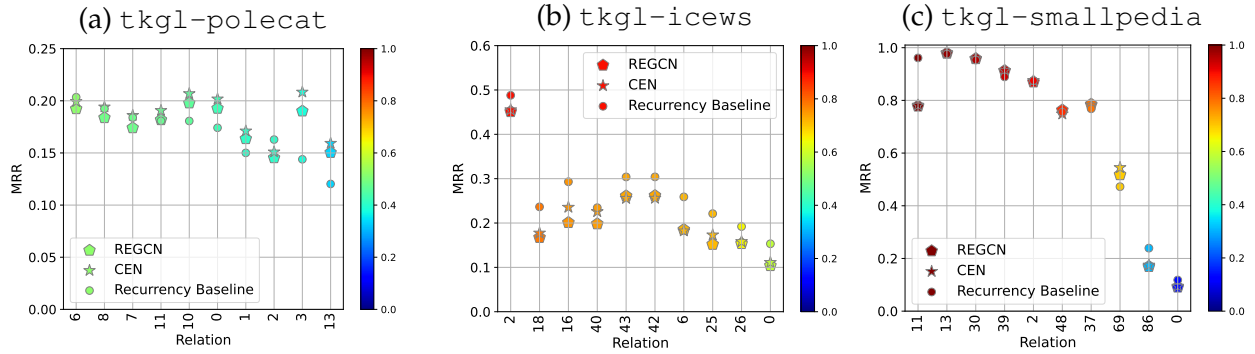 (a) tkgl-polecat
0.25
0.20
0.15
0.10
0.05
0.00
MRR
REGCN
CEN
Recurrency Baseline
6 8 7 11 10 0 1 2 3 13
Relation
1.0
0.8
0.6
0.4
0.2
0.0
(b) tkgl-icews
0.6
0.5
0.4
0.3
0.2
0.1
0.0
MRR
REGCN
CEN
Recurrency Baseline
2 18 16 40 43 42 6 25 26 0
Relation
1.0
0.8
0.6
0.4
0.2
0.0
(c) tkgl-smallpedia
1.0
0.8
0.6
0.4
0.2
0.0
MRR
REGCN
CEN
Recurrency Baseline
11 13 30 39 2 48 37 69 86 0
Relation
1.0
0.8
0.6
0.4
0.2
0.0